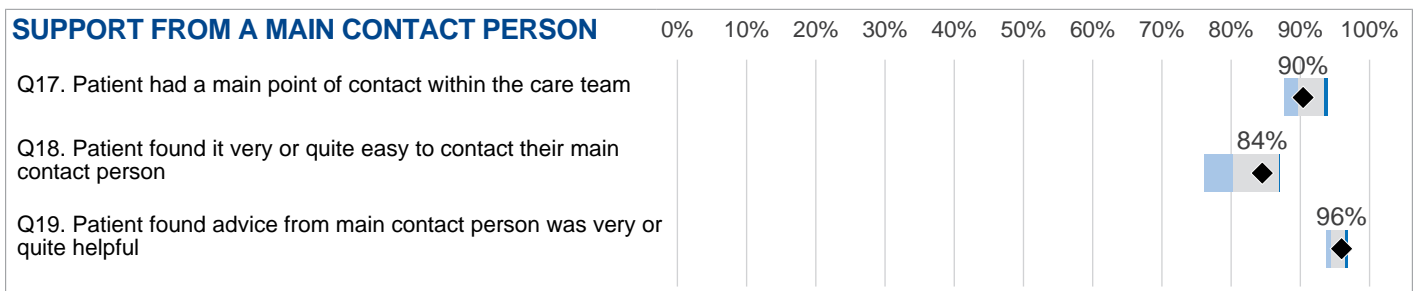 SUPPORT FROM A MAIN CONTACT PERSON 0% 10% 20% 30% 40% 50% 60% 70% 80% 90% 100%
90%
Q17. Patient had a main point of contact within the care team
84%
Q18. Patient found it very or quite easy to contact their main
contact person
96%
Q19. Patient found advice from main contact person was very or
quite helpful